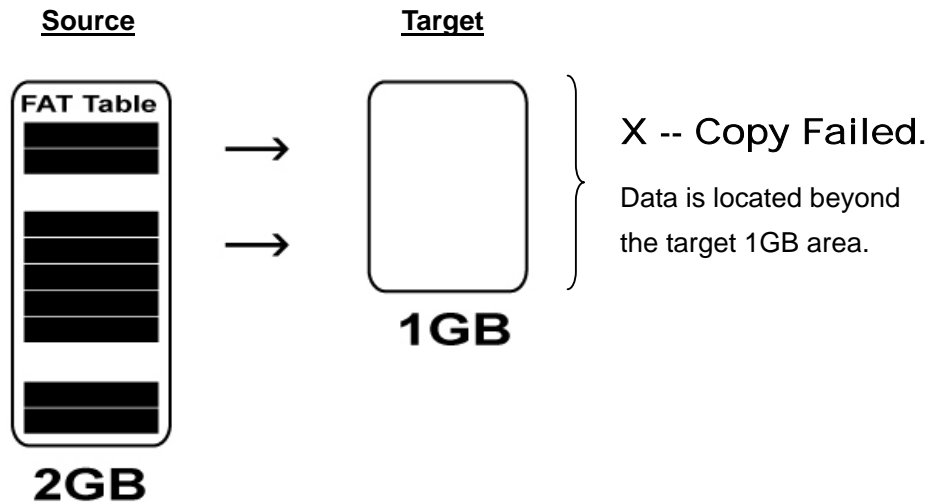 Source
Target
FAT Table
X -- Copy Failed.
Data is located beyond
the target 1GB area.
1GB
2GB